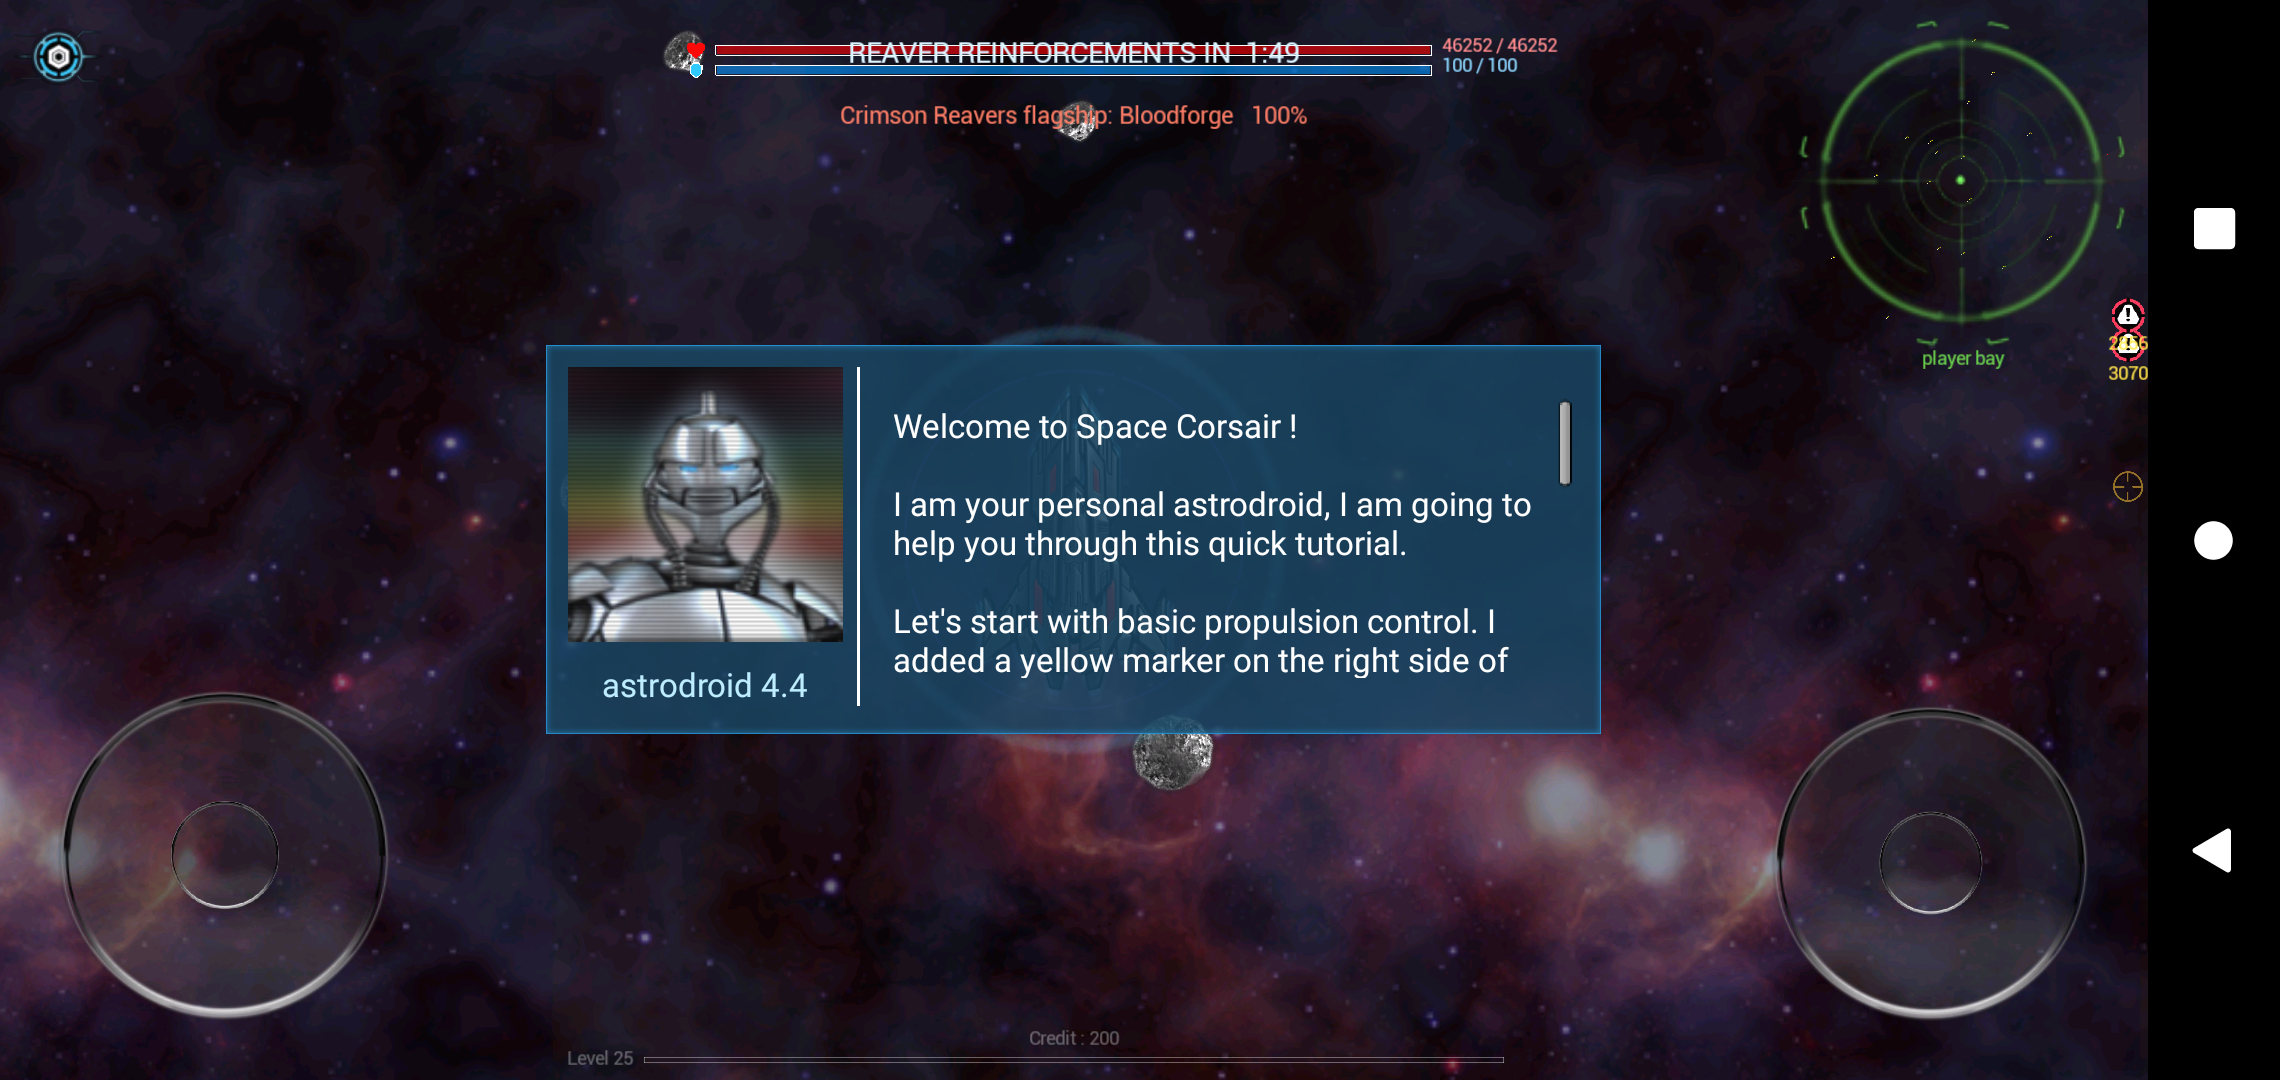 REAVER REINFORCEMENTS IN 1:49
46252 / 46252
100 / 100
Crimson Reavers flagship: Bloodforge 100%
player bay
3070
Welcome to Space Corsair !
I am your personal astrodroid, I am going to
help you through this quick tutorial.
Let's start with basic propulsion control. I
added a yellow marker on the right side of
astrodroid 4.4
Credit : 200
Level 25